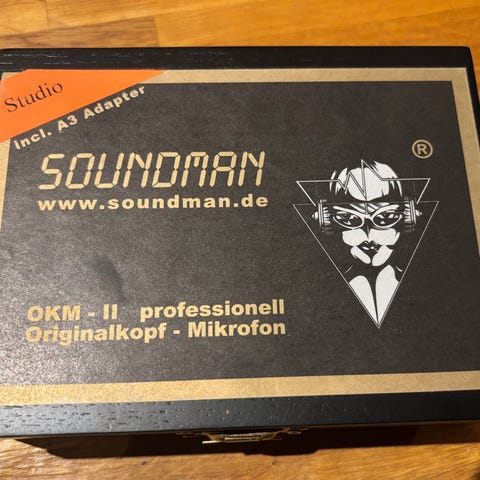 Studio
incl. A3 Adapter
SOUNDMAN
®
www.soundman.de
OKM - II professionell
Originalkopf - Mikrofon